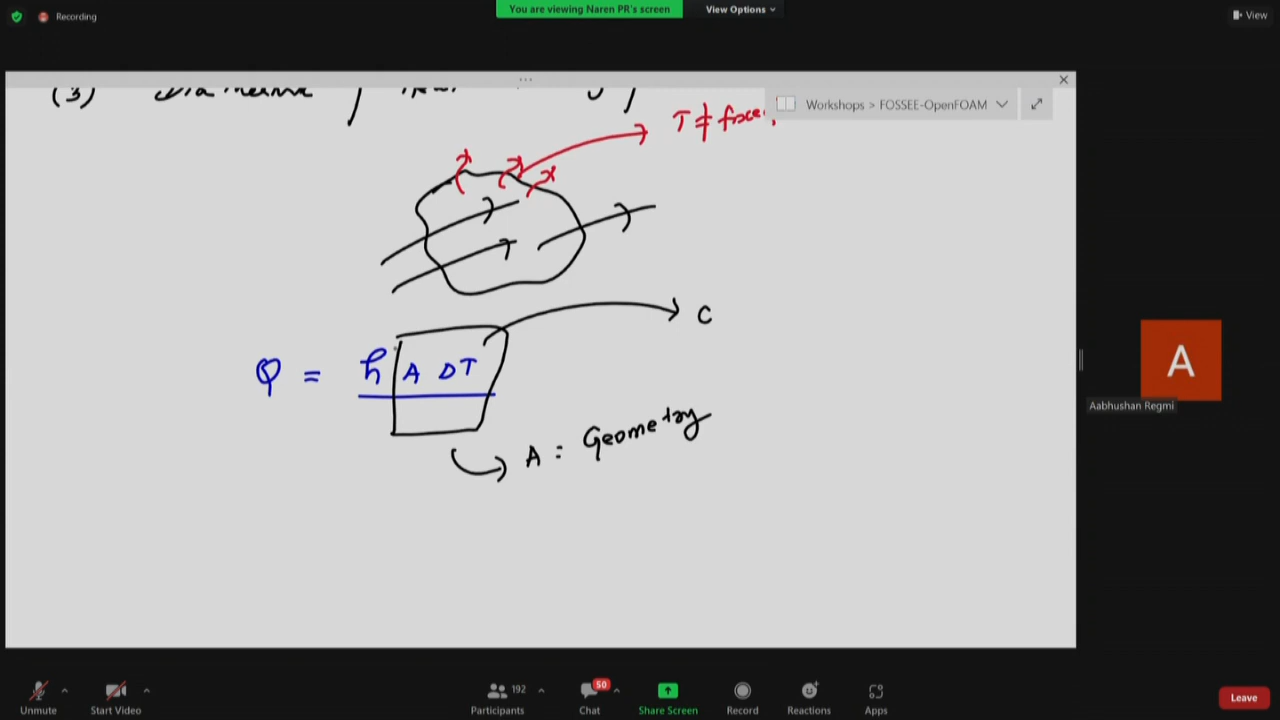 Recording
You are viewing Naren PR's screen
View Options
View
(3)
Workshops > FOSSEE-OpenFOAM
T ≠
C
Q = h A ΔT
A : Geometry
A
Aabhushan Regmi
Unmute
Start Video
192
Participants
50
Chat
Share Screen
Record
Reactions
Apps
Leave